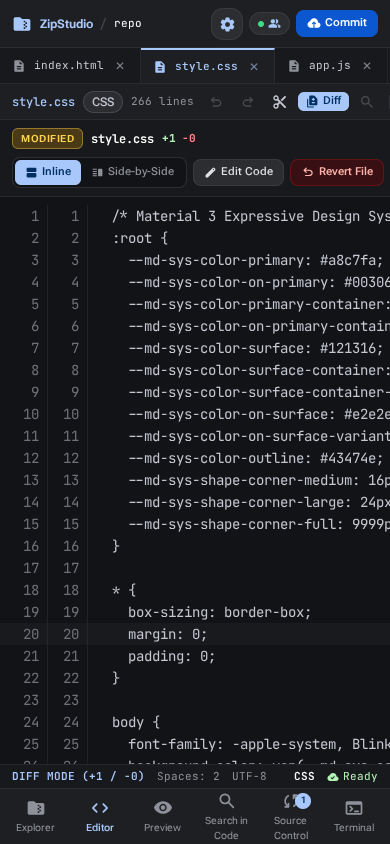 ZipStudio / repo Commit
index.html × style.css × app.js ×
style.css CSS 266 lines Diff
MODIFIED style.css +1 -0
Inline Side-by-Side Edit Code Revert File
1 1 /* Material 3 Expressive Design Sys
2 2 :root {
3 3 --md-sys-color-primary: #a8c7fa;
4 4 --md-sys-color-on-primary: #00306
5 5 --md-sys-color-primary-container:
6 6 --md-sys-color-on-primary-contain
7 7 --md-sys-color-surface: #121316;
8 8 --md-sys-color-surface-container:
9 9 --md-sys-color-surface-container-
10 10 --md-sys-color-on-surface: #e2e2e
11 11 --md-sys-color-on-surface-variant
12 12 --md-sys-color-outline: #43474e;
13 13 --md-sys-shape-corner-medium: 16p
14 14 --md-sys-shape-corner-large: 24px
15 15 --md-sys-shape-corner-full: 9999p
16 16 }
17 17
18 18 * {
19 19 box-sizing: border-box;
20 20 margin: 0;
21 21 padding: 0;
22 22 }
23 23
24 24 body {
25 25 font-family: -apple-system, Blink
DIFF MODE (+1 / -0) Spaces: 2 UTF-8 CSS Ready
Explorer Editor Preview Search in Code Source Control 1 Terminal